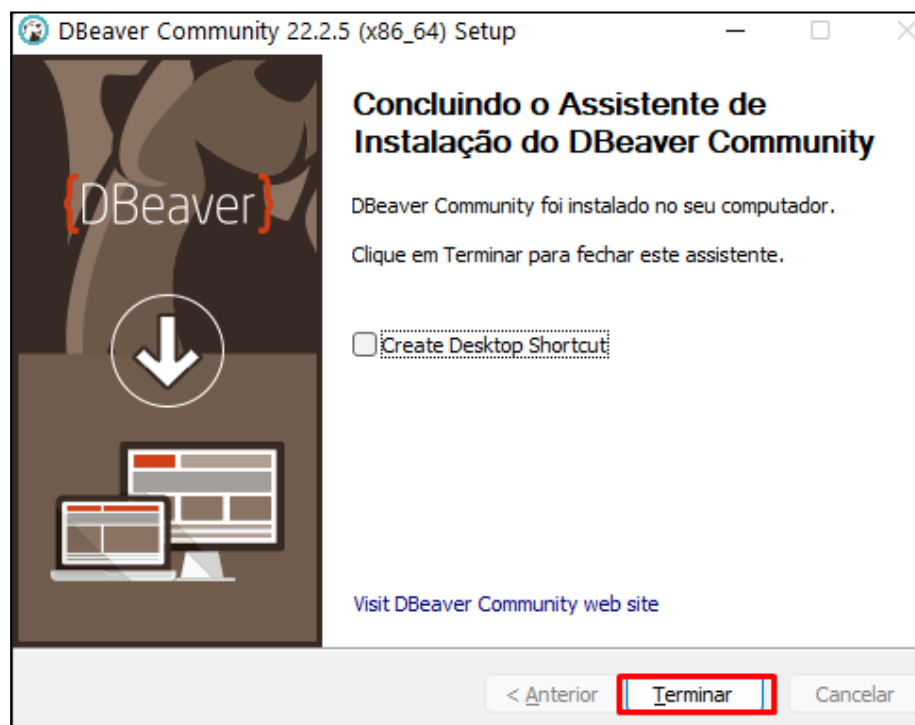 DBeaver Community 22.2.5 (x86_64) Setup
Concluindo o Assistente de
Instalação do DBeaver Community
{DBeaver}
DBeaver Community foi instalado no seu computador.
Clique em Terminar para fechar este assistente.
Create Desktop Shortcut
Visit DBeaver Community web site
< Anterior
Terminar
Cancelar